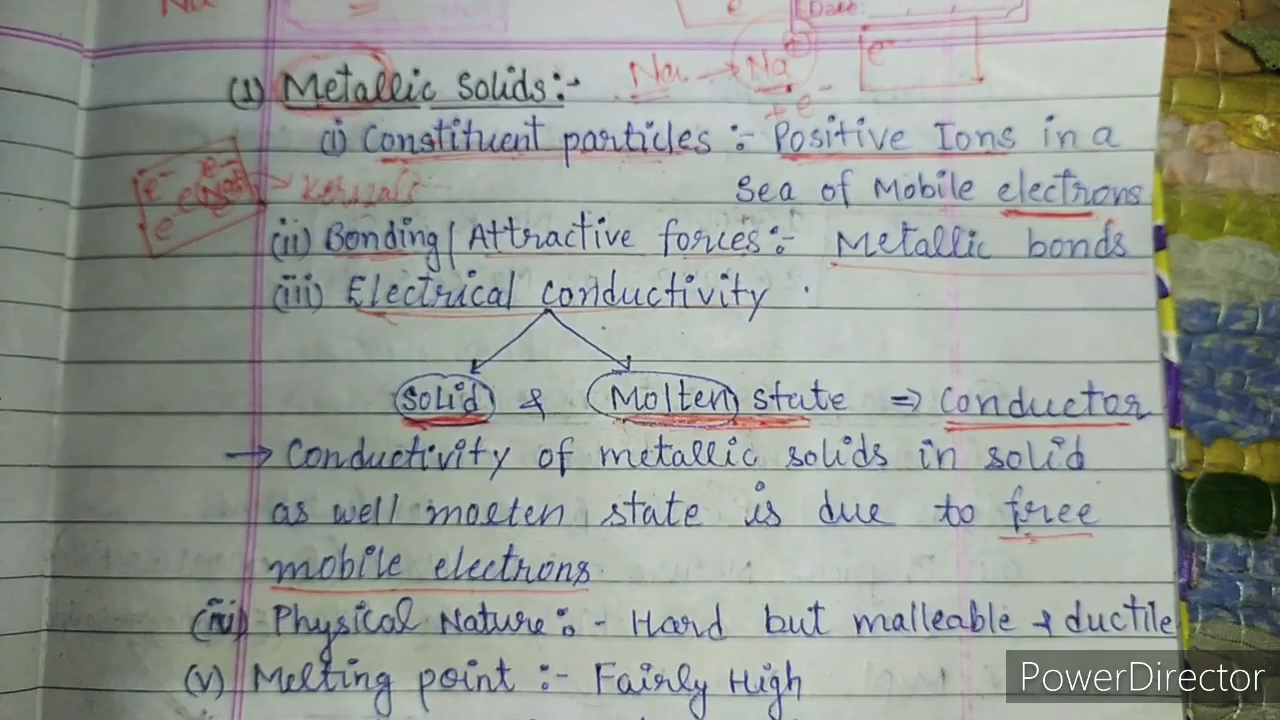 Na
e
Date:
(1) Metallic Solids:-
Na → Na⁺
+ e⁻
e⁻
(i) Constituent particles :- Positive Ions in a
Sea of Mobile electrons
e⁻ e⁻ e⁻
e⁻
(ii) Bonding / Attractive forces :- Metallic bonds
(iii) Electrical conductivity
Solid & Molten state ⇒ Conductor
→ Conductivity of metallic solids in solid
as well molten state is due to free
mobile electrons.
(iv) Physical Nature :- Hard but malleable & ductile
(v) Melting point :- Fairly High
PowerDirector